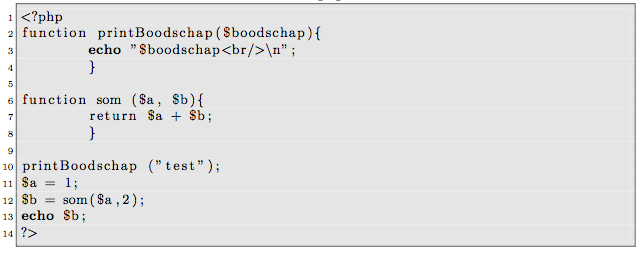 1 <?php
2 function printBoodschap($boodschap){
3 echo "$boodschap<br/>\n";
4 }
5
6 function som ($a, $b){
7 return $a + $b;
8 }
9
10 printBoodschap ("test");
11 $a = 1;
12 $b = som($a,2);
13 echo $b;
14 ?>